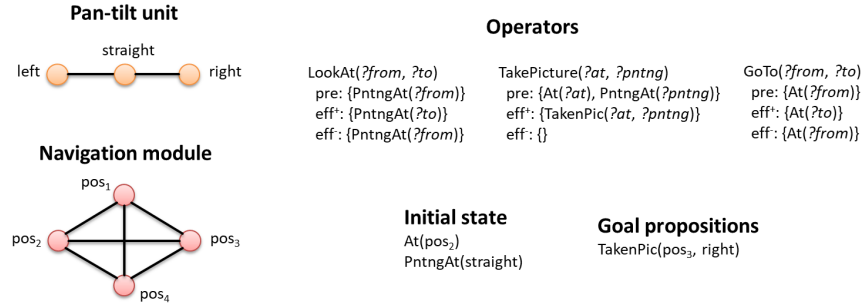 Pan-tilt unit
straight
left
right
Navigation module
pos₁
pos₂
pos₃
pos₄
Operators
LookAt(?from, ?to)
pre: {PntngAt(?from)}
eff⁺: {PntngAt(?to)}
eff⁻: {PntngAt(?from)}
TakePicture(?at, ?pntng)
pre: {At(?at), PntngAt(?pntng)}
eff⁺: {TakenPic(?at, ?pntng)}
eff⁻: {}
GoTo(?from, ?to)
pre: {At(?from)}
eff⁺: {At(?to)}
eff⁻: {At(?from)}
Initial state
At(pos₂)
PntngAt(straight)
Goal propositions
TakenPic(pos₃, right)